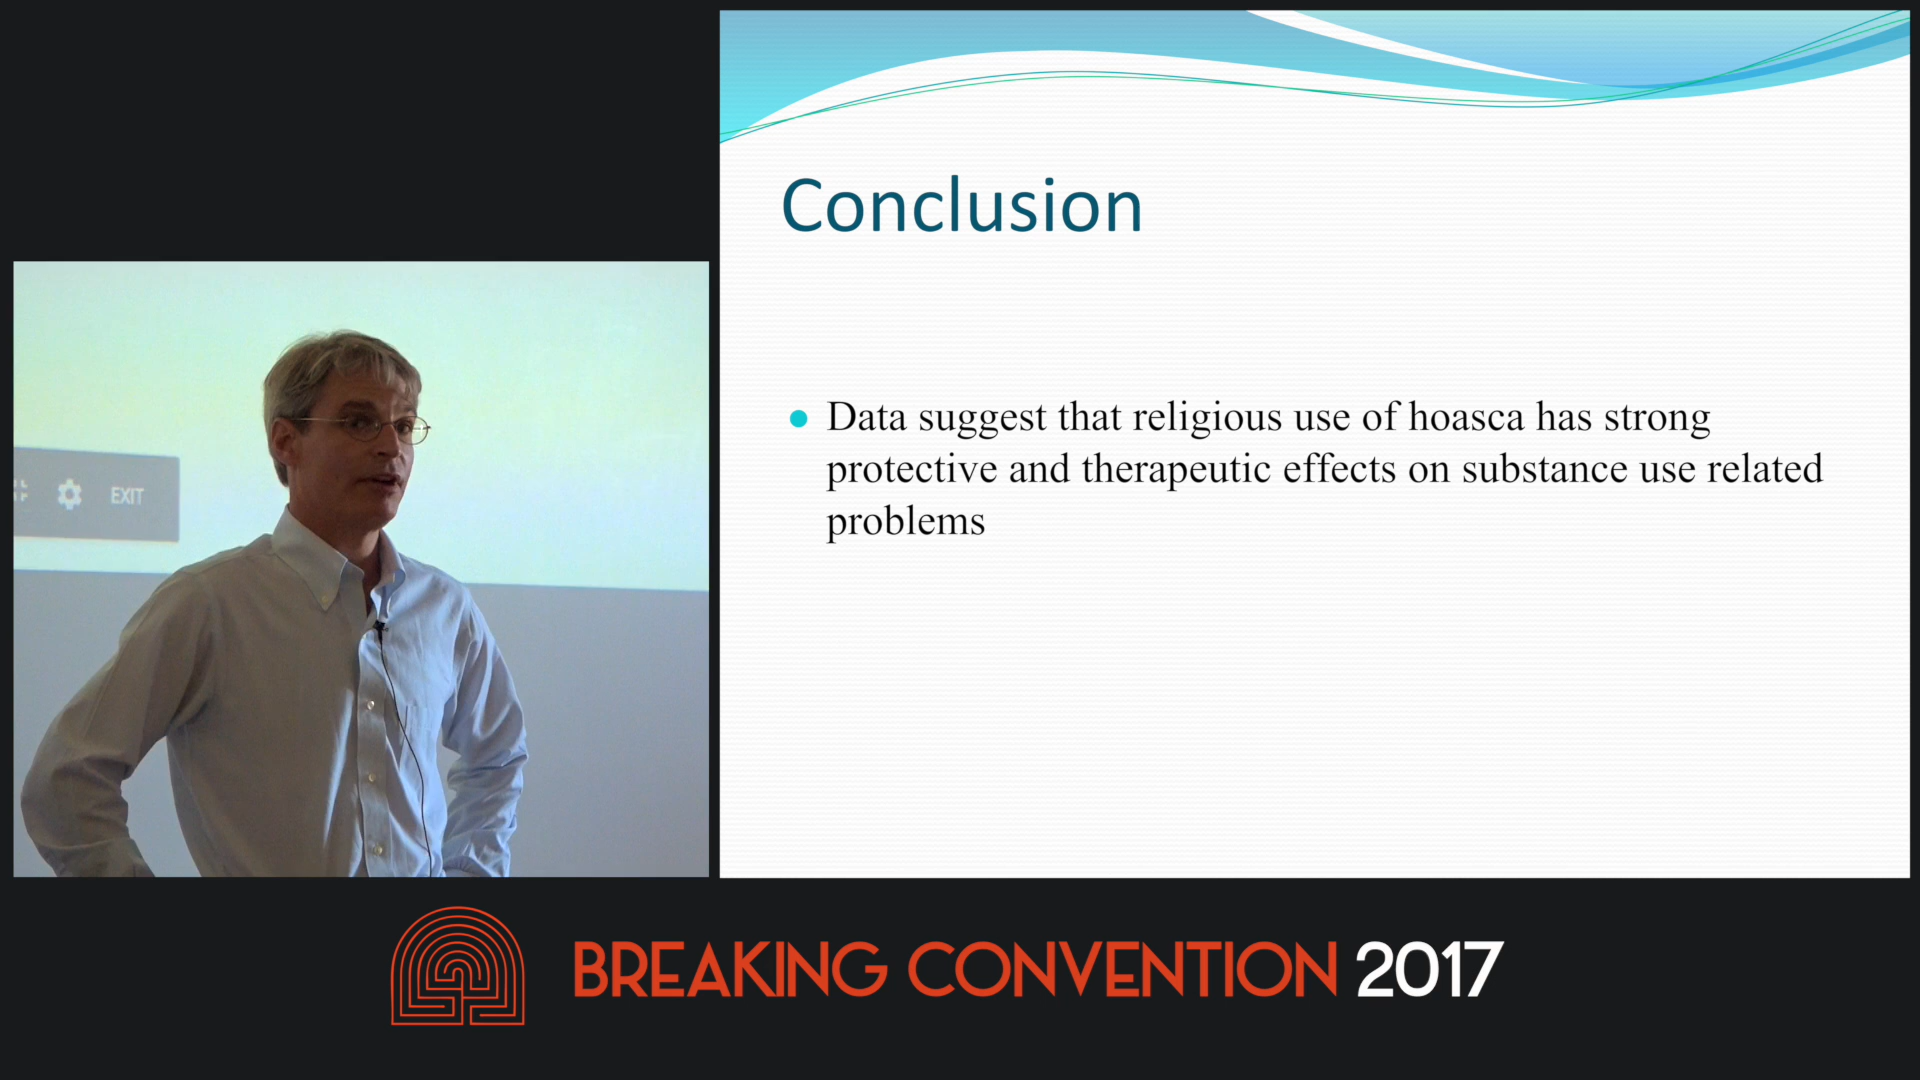 Conclusion
Data suggest that religious use of hoasca has strong
protective and therapeutic effects on substance use related
problems
EXIT
BREAKING CONVENTION 2017